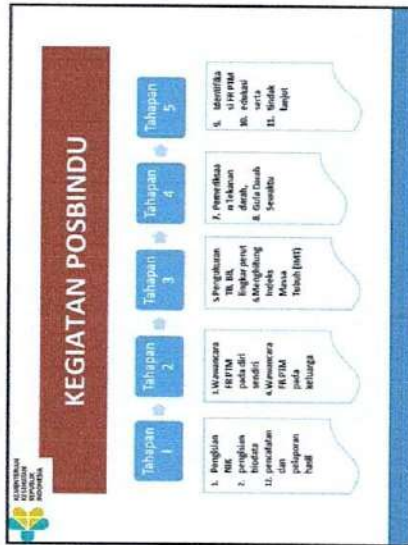 KEMENTERIAN
KESEHATAN
REPUBLIK
INDONESIA
KEGIATAN POSBINDU
Tahapan
1
Tahapan
2
Tahapan
3
Tahapan
4
Tahapan
5
1. Pengisian
NIK
2. pengisian
biodata
12. pencatatan
dan
pelaporan
hasil
3.Wawancara
FR PTM
pada diri
sendiri
4.Wawancara
FR PTM
pada
keluarga
5.Pengukuran
TB, BB,
lingkar perut
6.Menghitung
Indeks
Massa
Tubuh (IMT)
7. Pemeriksaa
n Tekanan
darah,
8. Gula Darah
Sewaktu
9. Identifika
si FR PTM
10. edukasi
serta
11. tindak
lanjut